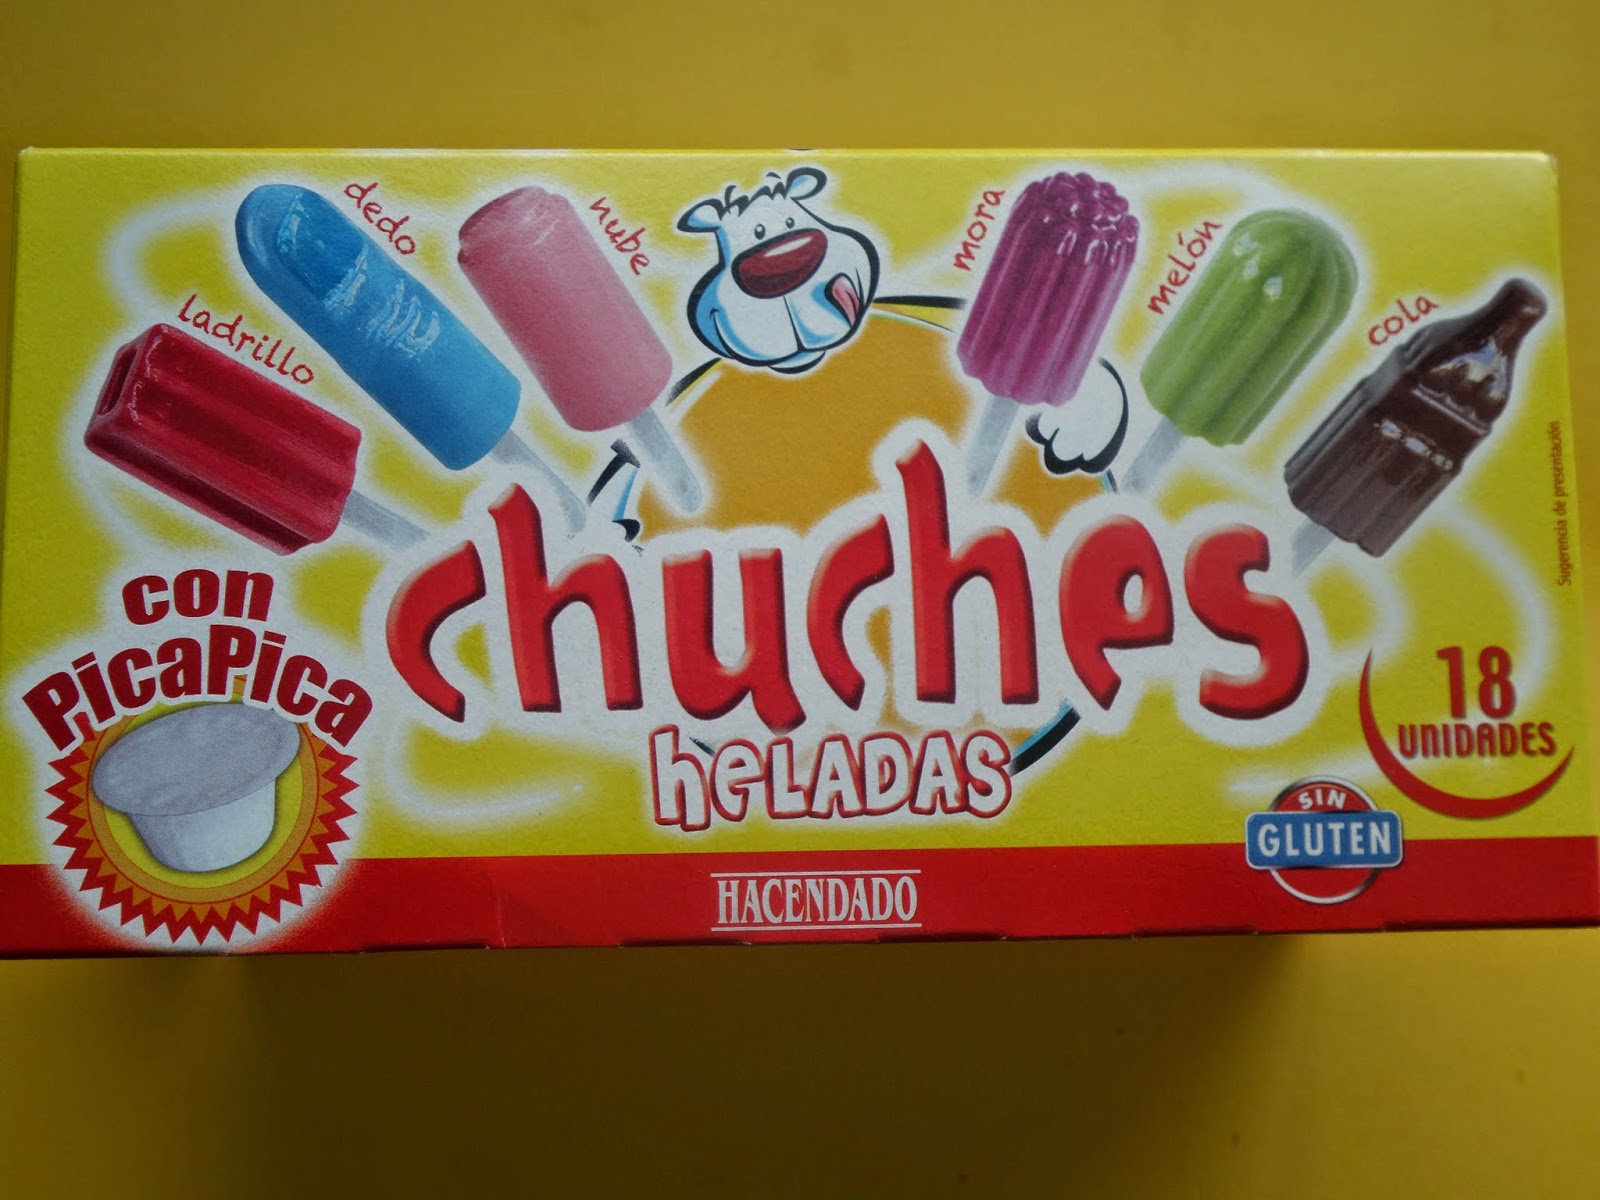 ladrillo
dedo
nube
mora
melón
cola
Sugerencia de presentación
con
PicaPica
chuches
heLADAS
18
UNIDADES
SIN
GLUTEN
HACENDADO